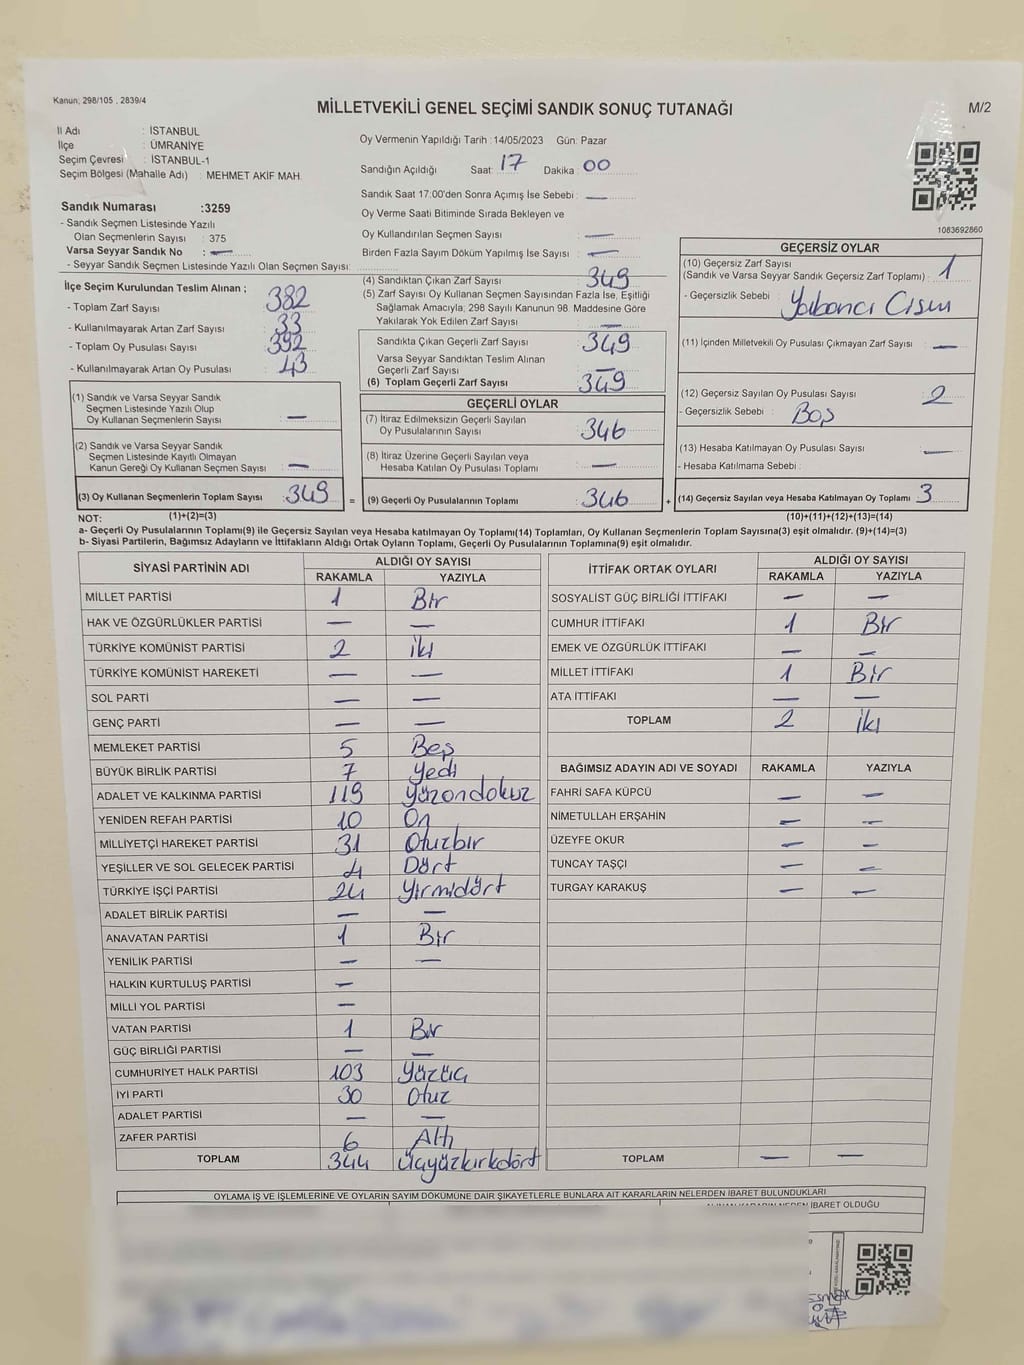 Kanun; 298/105 , 2839/4
MİLLETVEKİLİ GENEL SEÇİMİ SANDIK SONUÇ TUTANAĞI
M/2
İl Adı : İSTANBUL
İlçe : ÜMRANİYE
Seçim Çevresi : İSTANBUL-1
Seçim Bölgesi (Mahalle Adı) : MEHMET AKİF MAH.
Sandık Numarası :3259
- Sandık Seçmen Listesinde Yazılı
Olan Seçmenlerin Sayısı : 375
Varsa Seyyar Sandık No : —
- Seyyar Sandık Seçmen Listesinde Yazılı Olan Seçmen Sayısı:
Oy Vermenin Yapıldığı Tarih : 14/05/2023 Gün: Pazar
Sandığın Açıldığı Saat: 17 Dakika : 00
Sandık Saat 17:00'den Sonra Açımış İse Sebebi : —
Oy Verme Saati Bitiminde Sırada Bekleyen ve
Oy Kullandırılan Seçmen Sayısı : —
Birden Fazla Sayım Döküm Yapılmış İse Sayısı : —
1083692860
İlçe Seçim Kurulundan Teslim Alınan ;
- Toplam Zarf Sayısı : 382
- Kullanılmayarak Artan Zarf Sayısı : 33
- Toplam Oy Pusulası Sayısı : 392
- Kullanılmayarak Artan Oy Pusulası : 43
(1) Sandık ve Varsa Seyyar Sandık
Seçmen Listesinde Yazılı Olup
Oy Kullanan Seçmenlerin Sayısı : —
(2) Sandık ve Varsa Seyyar Sandık
Seçmen Listesinde Kayıtlı Olmayan
Kanun Gereği Oy Kullanan Seçmen Sayısı : —
(3) Oy Kullanan Seçmenlerin Toplam Sayısı : 349
(1)+(2)=(3)
(4) Sandıktan Çıkan Zarf Sayısı : 349
(5) Zarf Sayısı Oy Kullanan Seçmen Sayısından Fazla İse, Eşitliği
Sağlamak Amacıyla; 298 Sayılı Kanunun 98. Maddesine Göre
Yakılarak Yok Edilen Zarf Sayısı : —
Sandıkta Çıkan Geçerli Zarf Sayısı : 349
Varsa Seyyar Sandıktan Teslim Alınan
Geçerli Zarf Sayısı : —
(6) Toplam Geçerli Zarf Sayısı : 349
GEÇERLİ OYLAR
(7) İtiraz Edilmeksizin Geçerli Sayılan
Oy Pusulalarının Sayısı : 346
(8) İtiraz Üzerine Geçerli Sayılan veya
Hesaba Katılan Oy Pusulası Toplamı : —
= (9) Geçerli Oy Pusulalarının Toplamı : 346 +
GEÇERSİZ OYLAR
(10) Geçersiz Zarf Sayısı
(Sandık ve Varsa Seyyar Sandık Geçersiz Zarf Toplamı) : 1
- Geçersizlik Sebebi : Yabancı Cisim
(11) İçinden Milletvekili Oy Pusulası Çıkmayan Zarf Sayısı : —
(12) Geçersiz Sayılan Oy Pusulası Sayısı : 2
- Geçersizlik Sebebi : Boş
(13) Hesaba Katılmayan Oy Pusulası Sayısı : —
- Hesaba Katılmama Sebebi :
(14) Geçersiz Sayılan veya Hesaba Katılmayan Oy Toplamı : 3
(10)+(11)+(12)+(13)=(14)
NOT:
a- Geçerli Oy Pusulalarının Toplamı(9) ile Geçersiz Sayılan veya Hesaba katılmayan Oy Toplamı(14) Toplamları, Oy Kullanan Seçmenlerin Toplam Sayısına(3) eşit olmalıdır. (9)+(14)=(3)
b- Siyasi Partilerin, Bağımsız Adayların ve İttifakların Aldığı Ortak Oyların Toplamı, Geçerli Oy Pusulalarının Toplamına(9) eşit olmalıdır.
SİYASİ PARTİNİN ADI ALDIĞI OY SAYISI
RAKAMLA YAZIYLA
MİLLET PARTİSİ 1 Bir
HAK VE ÖZGÜRLÜKLER PARTİSİ — —
TÜRKİYE KOMÜNİST PARTİSİ 2 İki
TÜRKİYE KOMÜNİST HAREKETİ — —
SOL PARTİ — —
GENÇ PARTİ — —
MEMLEKET PARTİSİ 5 Beş
BÜYÜK BİRLİK PARTİSİ 7 Yedi
ADALET VE KALKINMA PARTİSİ 119 Yüzondokuz
YENİDEN REFAH PARTİSİ 10 On
MİLLİYETÇİ HAREKET PARTİSİ 31 Otuzbir
YEŞİLLER VE SOL GELECEK PARTİSİ 4 Dört
TÜRKİYE İŞÇİ PARTİSİ 24 Yirmidört
ADALET BİRLİK PARTİSİ — —
ANAVATAN PARTİSİ 1 Bir
YENİLİK PARTİSİ — —
HALKIN KURTULUŞ PARTİSİ —
MİLLİ YOL PARTİSİ —
VATAN PARTİSİ 1 Bir
GÜÇ BİRLİĞİ PARTİSİ — —
CUMHURİYET HALK PARTİSİ 103 Yüzüç
İYİ PARTİ 30 Otuz
ADALET PARTİSİ — —
ZAFER PARTİSİ 6 Altı
TOPLAM 344 Üçyüzkırkdört
İTTİFAK ORTAK OYLARI ALDIĞI OY SAYISI
RAKAMLA YAZIYLA
SOSYALİST GÜÇ BİRLİĞİ İTTİFAKI — —
CUMHUR İTTİFAKI 1 Bir
EMEK VE ÖZGÜRLÜK İTTİFAKI — —
MİLLET İTTİFAKI 1 Bir
ATA İTTİFAKI — —
TOPLAM 2 İki
BAĞIMSIZ ADAYIN ADI VE SOYADI RAKAMLA YAZIYLA
FAHRİ SAFA KÜPCÜ — —
NİMETULLAH ERŞAHİN — —
ÜZEYFE OKUR — —
TUNCAY TAŞÇI — —
TURGAY KARAKUŞ — —
TOPLAM — —
OYLAMA İŞ VE İŞLEMLERİNE VE OYLARIN SAYIM DÖKÜMÜNE DAİR ŞİKAYETLERLE BUNLARA AİT KARARLARIN NELERDEN İBARET BULUNDUKLARI
İBARET OLDUĞU